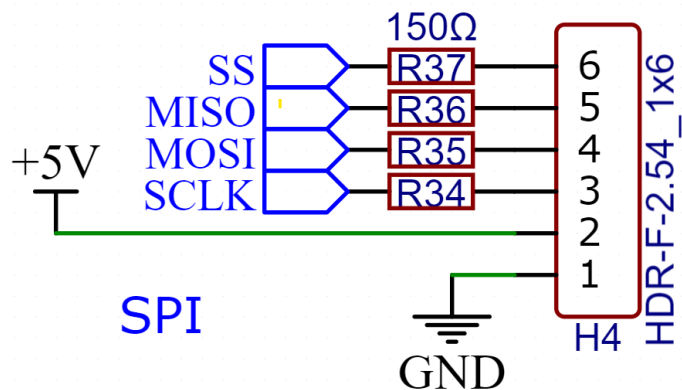 150Ω
SS R37 6
MISO R36 5
MOSI R35 4
+5V
SCLK R34 3
2
1
SPI
GND
H4
HDR-F-2.54_1x6